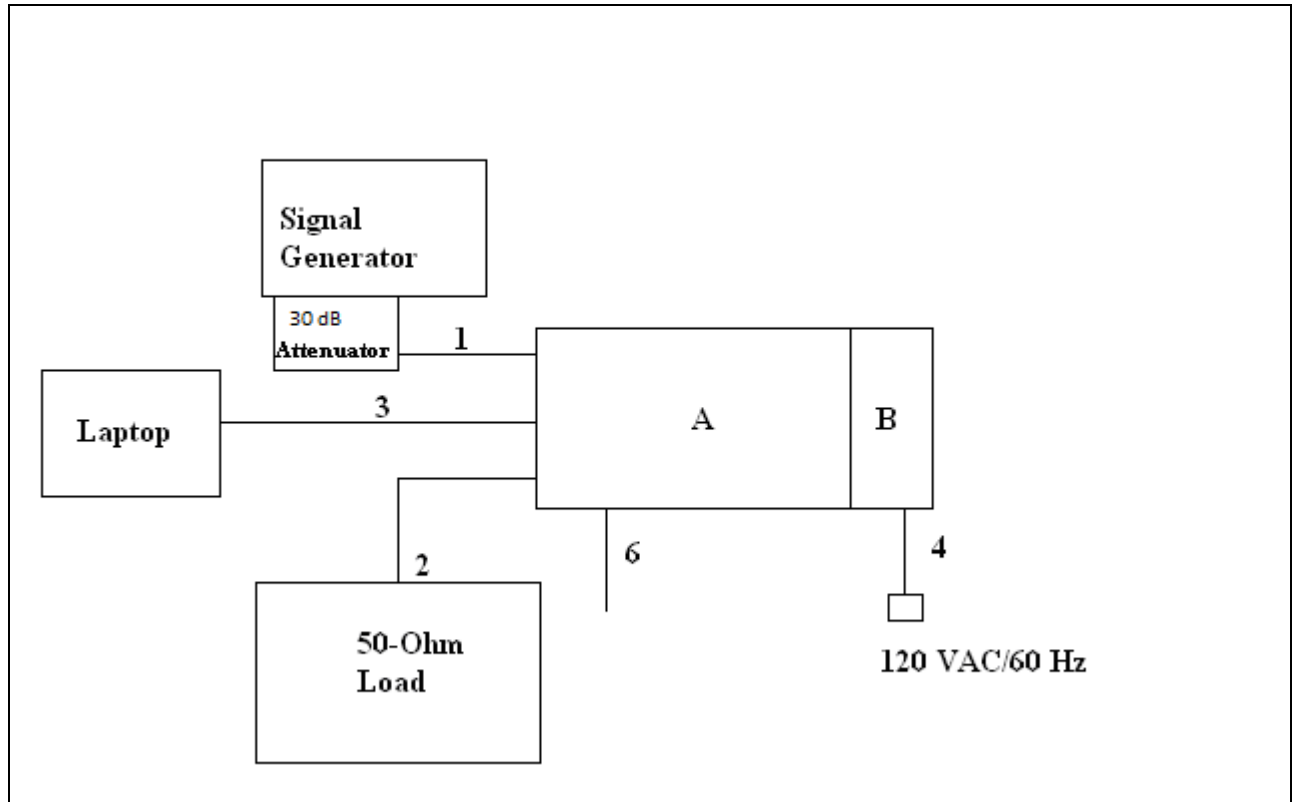 Signal
Generator
30 dB
Attenuator
1
Laptop
3
A
B
2
6
4
50-Ohm
Load
120 VAC/60 Hz